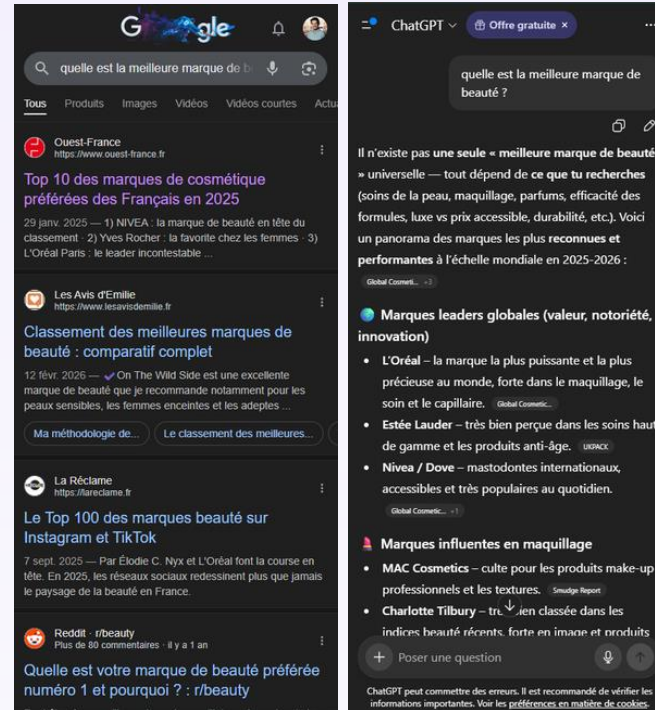 Google
quelle est la meilleure marque de b
Tous Produits Images Vidéos Vidéos courtes Actu
Ouest-France
https://www.ouest-france.fr
Top 10 des marques de cosmétique
préférées des Français en 2025
29 janv. 2025 — 1) NIVEA : la marque de beauté en tête du
classement · 2) Yves Rocher : la favorite chez les femmes · 3)
L'Oréal Paris : le leader incontestable ...
Les Avis d'Emilie
https://www.lesavisdemilie.fr
Classement des meilleures marques de
beauté : comparatif complet
12 févr. 2026 — ✔On The Wild Side est une excellente
marque de beauté que je recommande notamment pour les
peaux sensibles, les femmes enceintes et les adeptes ...
Ma méthodologie de... Le classement des meilleures...
La Réclame
https://lareclame.fr
Le Top 100 des marques beauté sur
Instagram et TikTok
7 sept. 2025 — Par Élodie C. Nyx et L'Oréal font la course en
tête. En 2025, les réseaux sociaux redessinent plus que jamais
le paysage de la beauté en France.
Reddit · r/beauty
Plus de 80 commentaires · il y a 1 an
Quelle est votre marque de beauté préférée
numéro 1 et pourquoi ? : r/beauty
ChatGPT Offre gratuite ×
quelle est la meilleure marque de
beauté ?
Il n'existe pas une seule « meilleure marque de beauté
» universelle — tout dépend de ce que tu recherches
(soins de la peau, maquillage, parfums, efficacité des
formules, luxe vs prix accessible, durabilité, etc.). Voici
un panorama des marques les plus reconnues et
performantes à l'échelle mondiale en 2025-2026 :
Global Cosmeti... +3
Marques leaders globales (valeur, notoriété,
innovation)
• L'Oréal – la marque la plus puissante et la plus
précieuse au monde, forte dans le maquillage, le
soin et le capillaire. Global Cosmetic...
• Estée Lauder – très bien perçue dans les soins haut
de gamme et les produits anti-âge. UKPACK
• Nivea / Dove – mastodontes internationaux,
accessibles et très populaires au quotidien.
Global Cosmetic... +1
Marques influentes en maquillage
• MAC Cosmetics – culte pour les produits make-up
professionnels et les textures. Smudge Report
• Charlotte Tilbury – classée dans les
indices beauté récents, forte en image et produits
Poser une question
ChatGPT peut commettre des erreurs. Il est recommandé de vérifier les
informations importantes. Voir les préférences en matière de cookies.